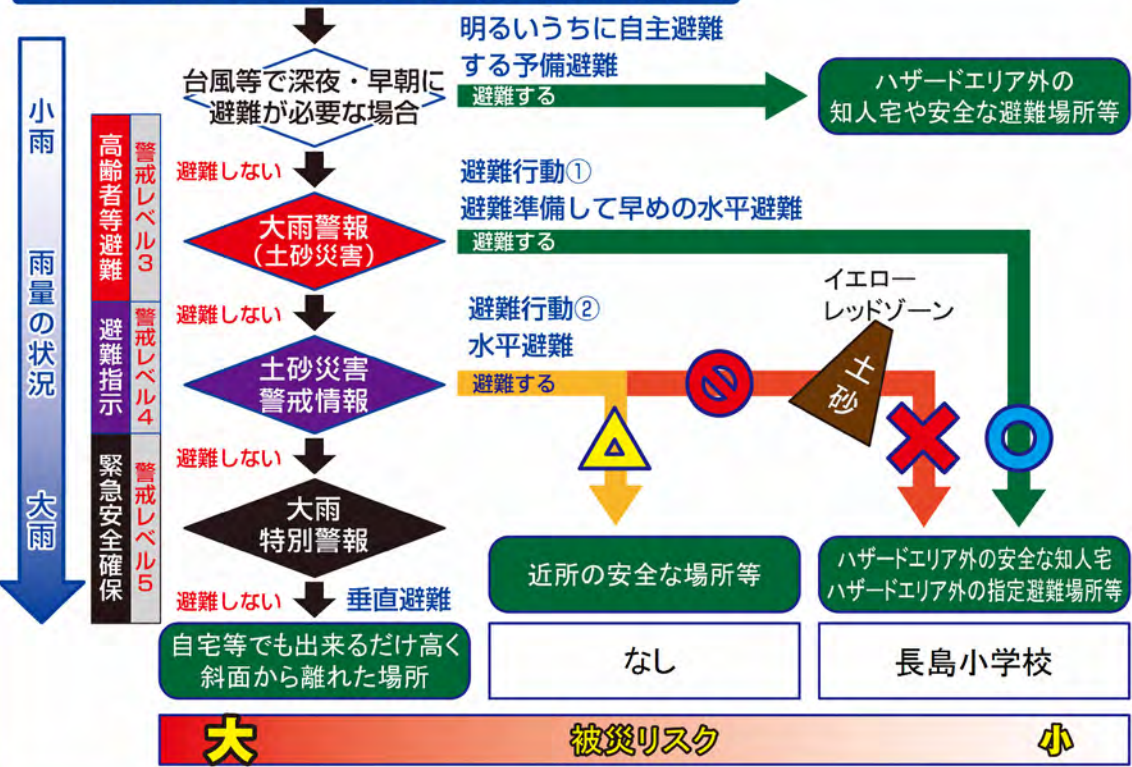 明るいうちに自主避難
する予備避難
台風等で深夜・早朝に
避難が必要な場合
避難する
ハザードエリア外の
知人宅や安全な避難場所等
小雨 雨量の状況 大雨
高齢者等避難
警戒レベル3
避難しない
避難行動①
避難準備して早めの水平避難
大雨警報
(土砂災害)
避難する
イエロー
レッドゾーン
避難指示
警戒レベル4
避難しない
避難行動②
水平避難
土砂災害
警戒情報
避難する
土砂
緊急安全確保
警戒レベル5
避難しない
大雨
特別警報
近所の安全な場所等
ハザードエリア外の安全な知人宅
ハザードエリア外の指定避難場所等
避難しない
垂直避難
自宅等でも出来るだけ高く
斜面から離れた場所
なし
長島小学校
大 被災リスク 小